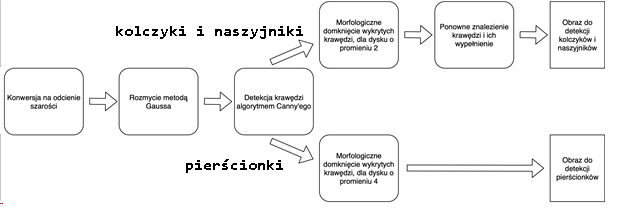 kolczyki i naszyjniki
Morfologiczne
domknięcie wykrytych
krawędzi, dla dysku o
promieniu 2
Ponowne znalezienie
krawędzi i ich
wypełnienie
Obraz do
detekcji
kolczyków i
naszyjników
Konwersja na odcienie
szarości
Rozmycie metodą
Gaussa
Detekcja krawędzi
algorytmem Canny'ego
pierścionki
Morfologiczne
domknięcie wykrytych
krawędzi, dla dysku o
promieniu 4
Obraz do
detekcji
pierścionków